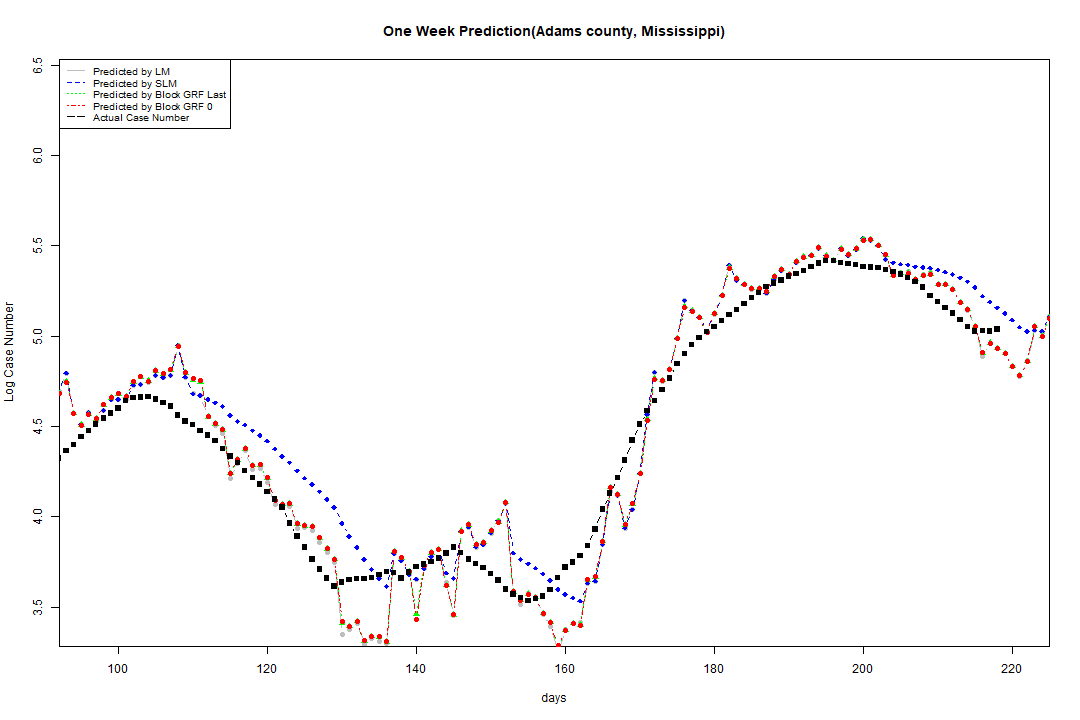 One Week Prediction(Adams county, Mississippi)
Predicted by LM
Predicted by SLM
Predicted by Block GRF Last
Predicted by Block GRF 0
Actual Case Number
6.5
6.0
5.5
5.0
4.5
4.0
3.5
Log Case Number
100 120 140 160 180 200 220
days